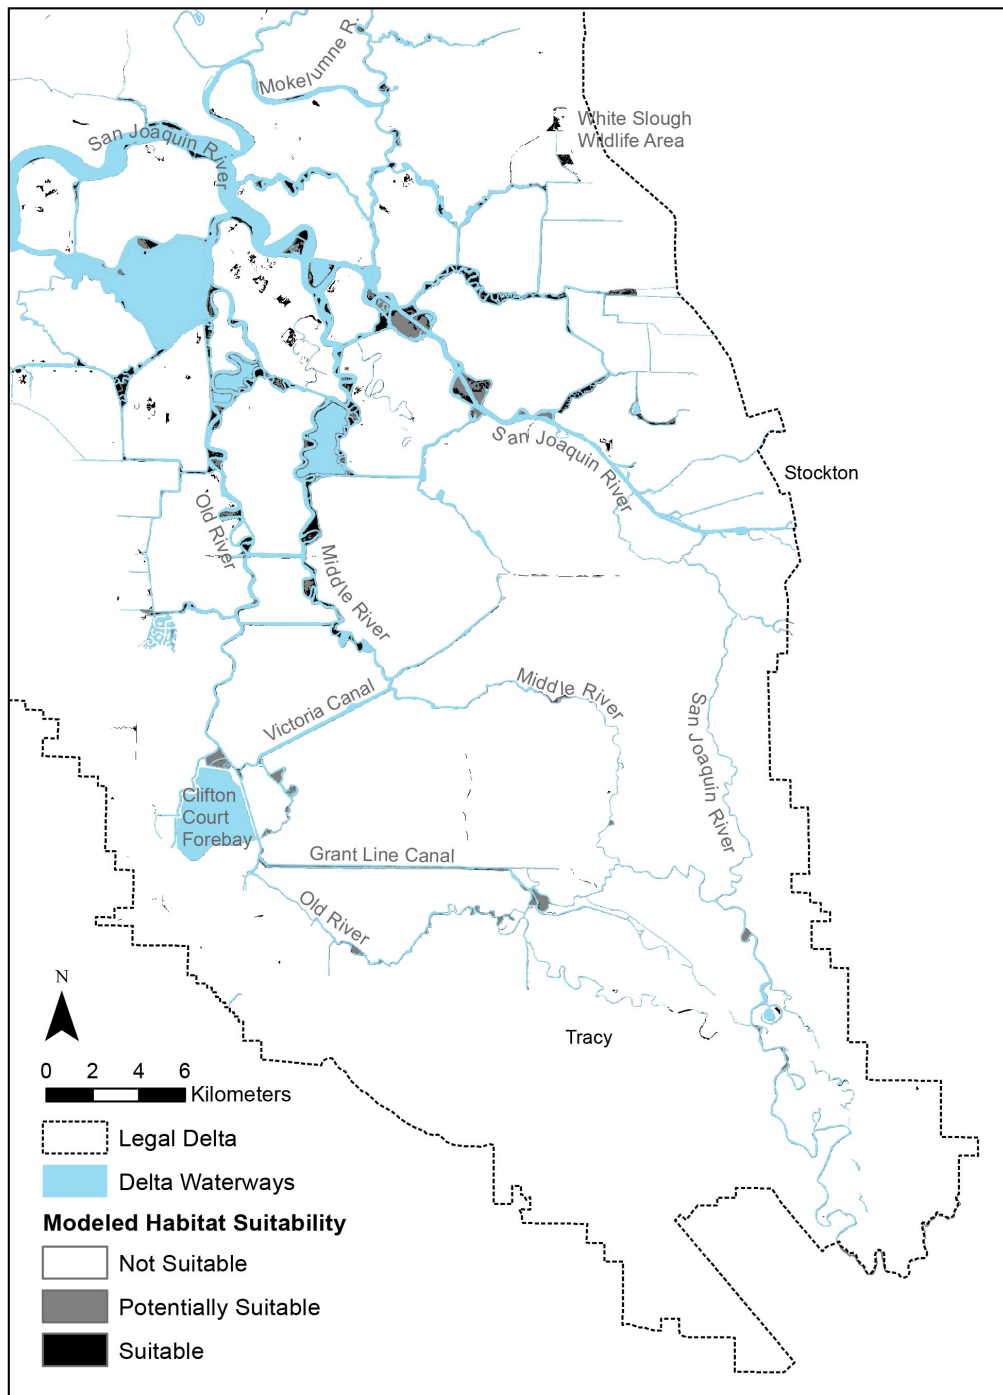 Mokelumne R.
White Slough
Wildlife Area
San Joaquin River
San Joaquin River
Stockton
Old River
Middle River
Middle River
Victoria Canal
San Joaquin River
Clifton
Court
Forebay
Grant Line Canal
Old River
N
Tracy
0 2 4 6
Kilometers
Legal Delta
Delta Waterways
Modeled Habitat Suitability
Not Suitable
Potentially Suitable
Suitable